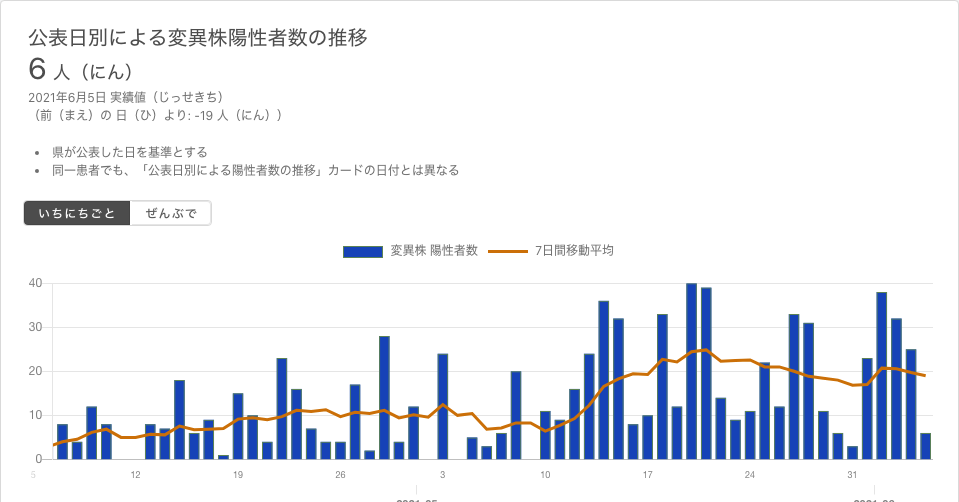 公表日別による変異株陽性者数の推移
6 人（にん）
2021年6月5日 実績値（じっせきち）
（前（まえ）の 日（ひ）より: -19 人（にん））
県が公表した日を基準とする
同一患者でも、「公表日別による陽性者数の推移」カードの日付とは異なる
いちにちごと ぜんぶで
変異株 陽性者数 7日間移動平均
40
30
20
10
0
5 12 19 26 3 10 17 24 31